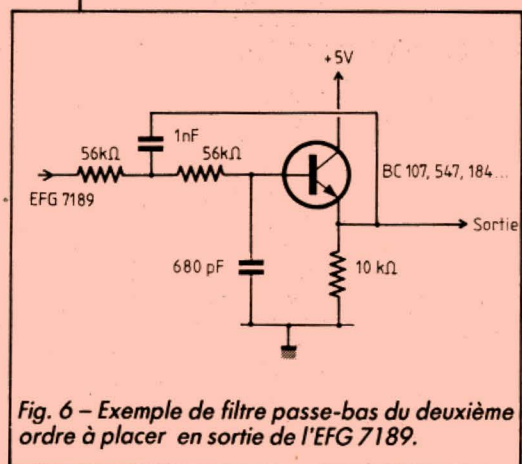 +5V
1nF
56kΩ
56kΩ
BC 107, 547, 184...
EFG 7189
Sortie
680 pF
10 kΩ
Fig. 6 – Exemple de filtre passe-bas du deuxième
ordre à placer en sortie de l'EFG 7189.